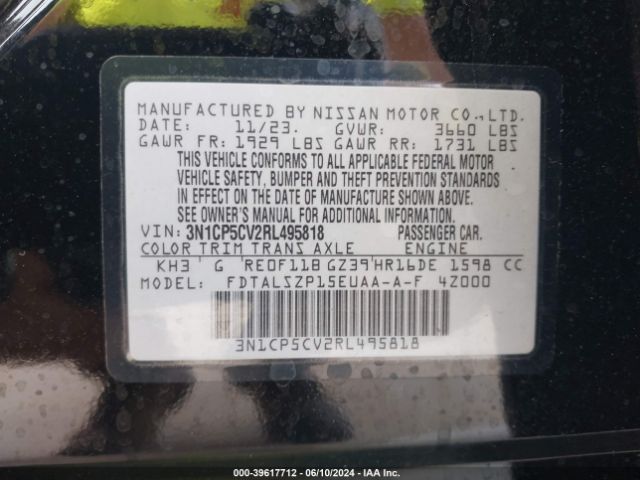 MANUFACTURED BY NISSAN MOTOR CO., LTD.
DATE: 11/23. GVWR: 3660 LBS
GAWR FR: 1929 LBS GAWR RR: 1731 LBS
THIS VEHICLE CONFORMS TO ALL APPLICABLE FEDERAL MOTOR
VEHICLE SAFETY, BUMPER AND THEFT PREVENTION STANDARDS
IN EFFECT ON THE DATE OF MANUFACTURE SHOWN ABOVE.
SEE OWNER'S MANUAL FOR ADDITIONAL INFORMATION.
VIN: 3N1CP5CV2RL495818 PASSENGER CAR.
COLOR TRIM TRANS AXLE ENGINE
KH3 G RE0F11B GZ39 HR16DE 1598 CC
MODEL: FDTALSZP15EUAA-A-F 4Z000
3N1CP5CV2RL495818
000-39617712 - 06/10/2024 - IAA Inc.